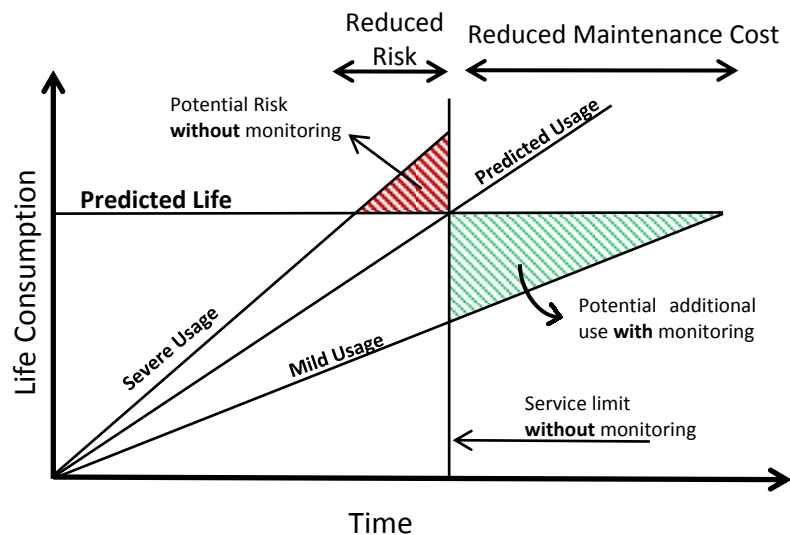 Reduced
Risk
Reduced Maintenance Cost
Potential Risk
without monitoring
Predicted Usage
Predicted Life
Life Consumption
Severe Usage
Mild Usage
Potential additional
use with monitoring
Service limit
without monitoring
Time